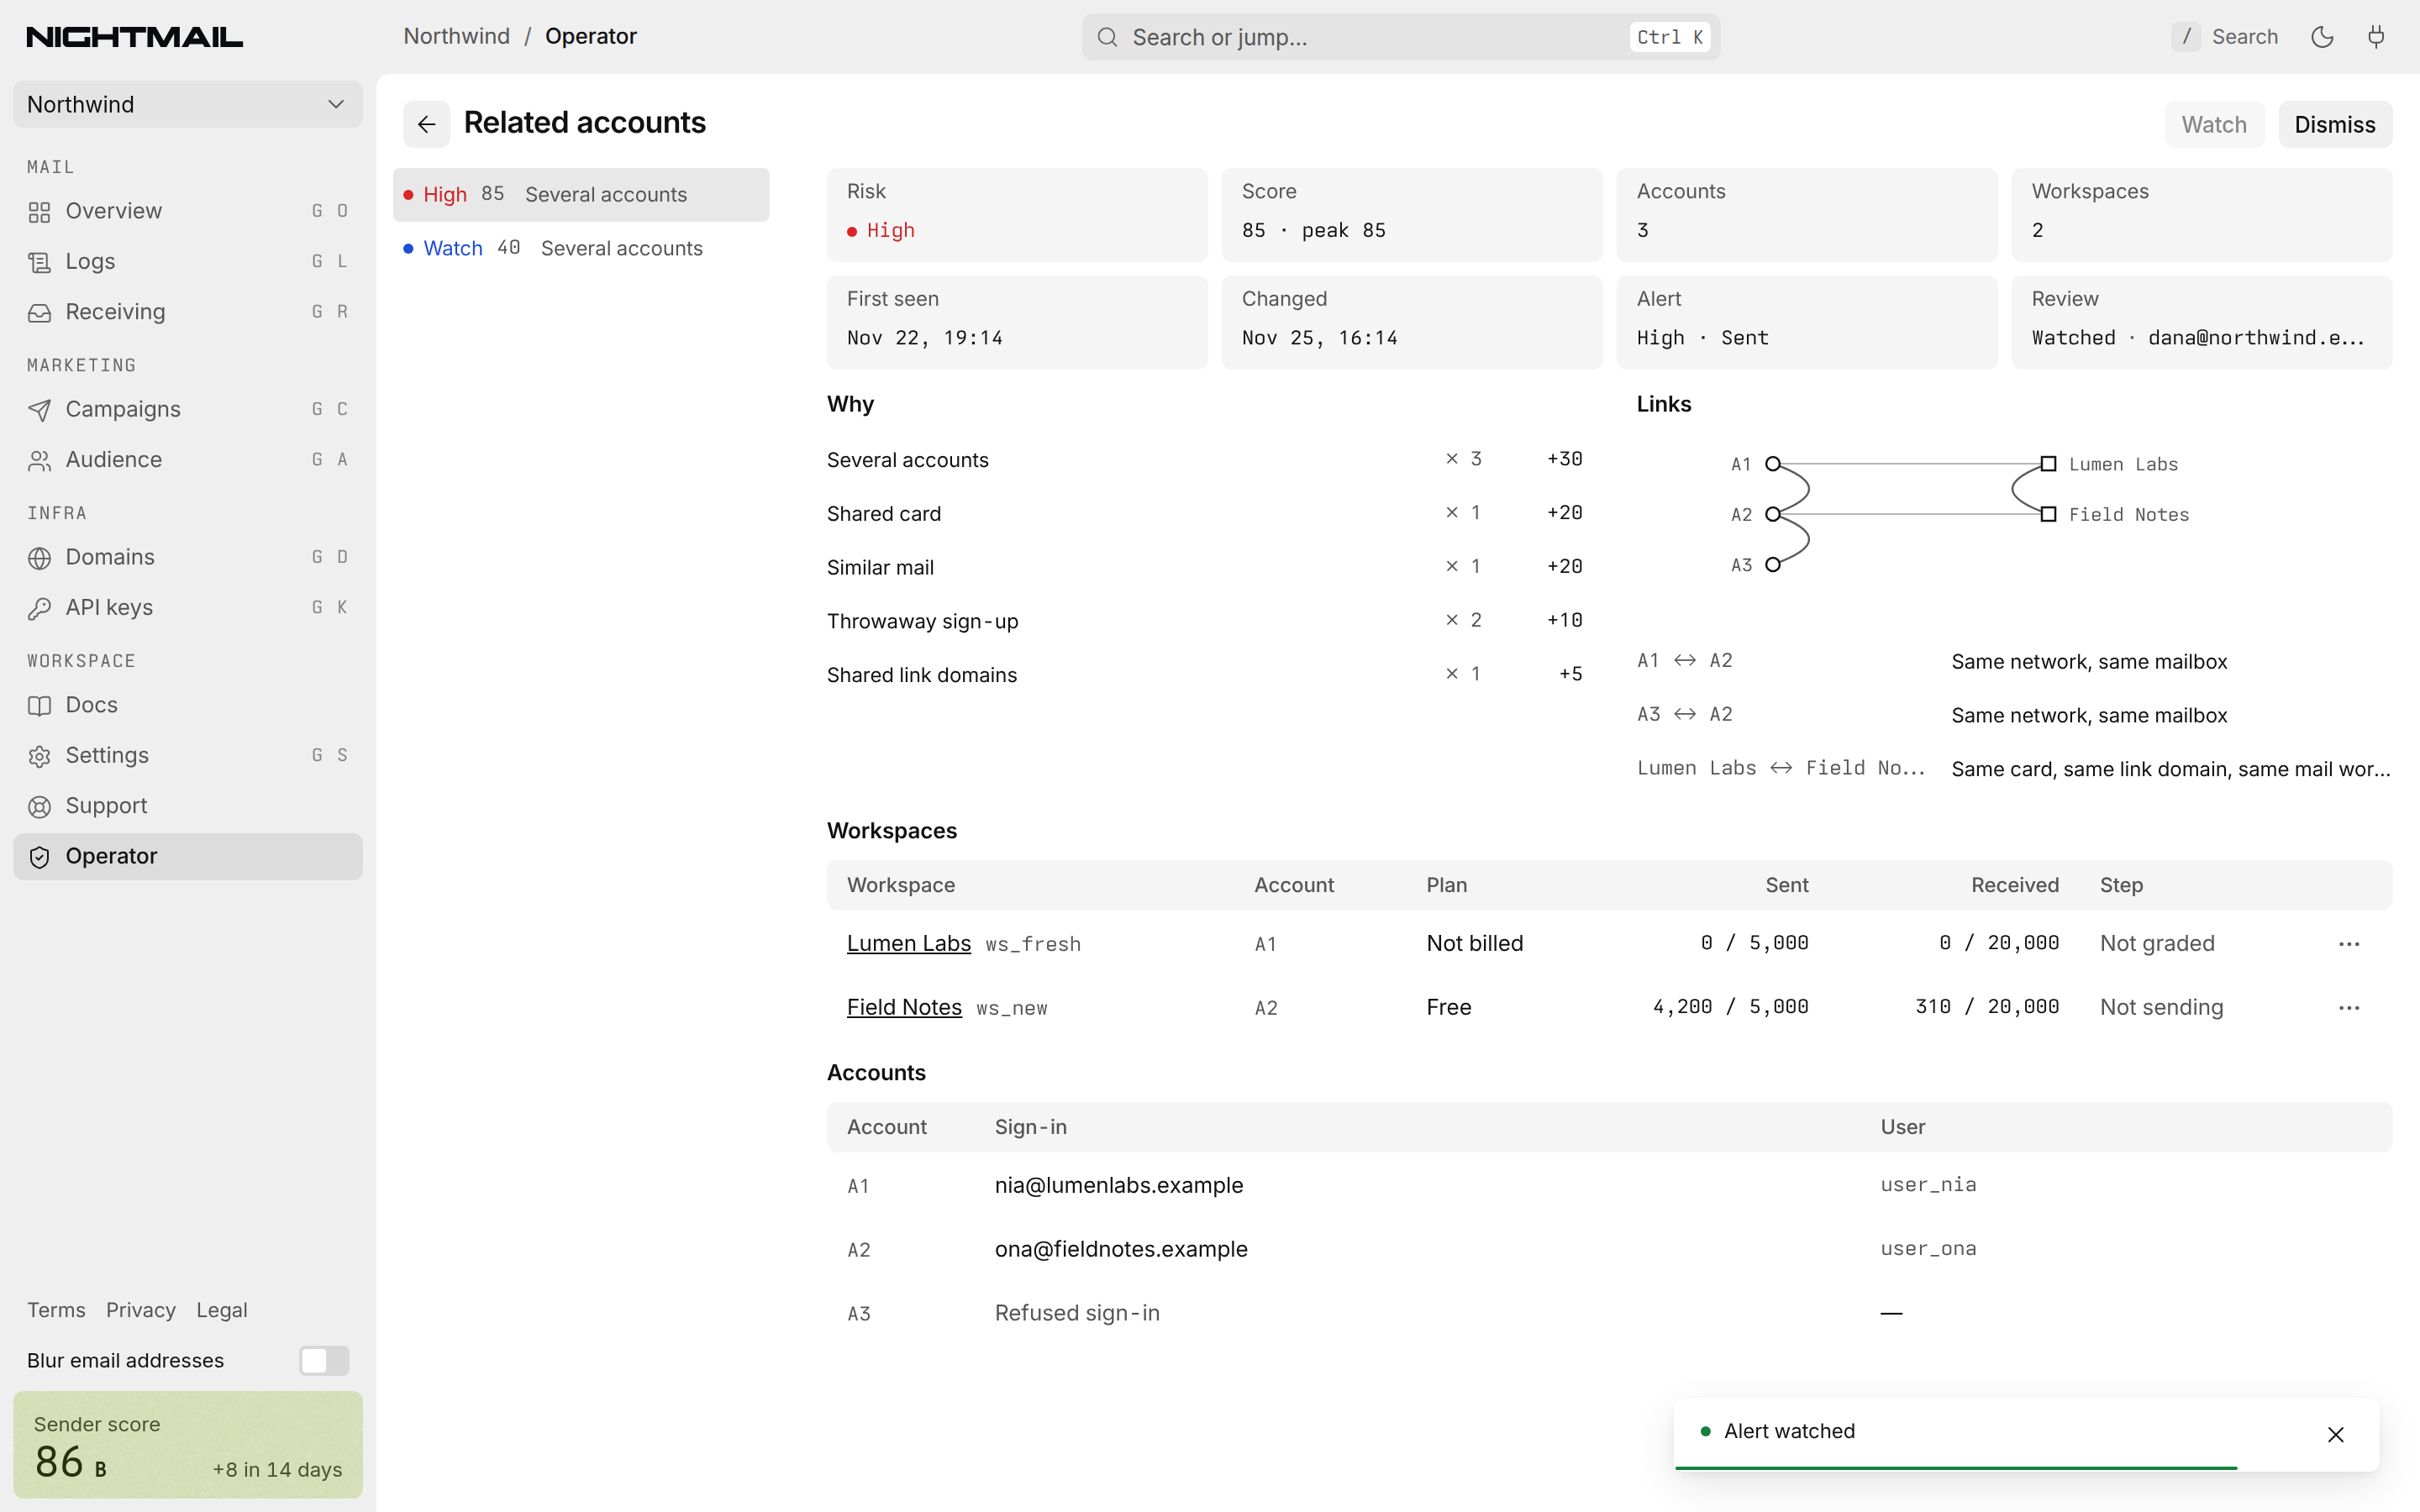 NIGHTMAIL
Northwind / Operator
Search or jump... Ctrl K
/ Search
Northwind
MAIL
Overview G O
Logs G L
Receiving G R
MARKETING
Campaigns G C
Audience G A
INFRA
Domains G D
API keys G K
WORKSPACE
Docs
Settings G S
Support
Operator
Terms Privacy Legal
Blur email addresses
Sender score
86 B +8 in 14 days
Related accounts
Watch Dismiss
High 85 Several accounts
Watch 40 Several accounts
Risk
High
Score
85 · peak 85
Accounts
3
Workspaces
2
First seen
Nov 22, 19:14
Changed
Nov 25, 16:14
Alert
High · Sent
Review
Watched · dana@northwind.e...
Why
Several accounts × 3 +30
Shared card × 1 +20
Similar mail × 1 +20
Throwaway sign-up × 2 +10
Shared link domains × 1 +5
Links
A1 Lumen Labs
A2 Field Notes
A3
A1 ↔ A2 Same network, same mailbox
A3 ↔ A2 Same network, same mailbox
Lumen Labs ↔ Field No... Same card, same link domain, same mail wor...
Workspaces
Workspace Account Plan Sent Received Step
Lumen Labs ws_fresh A1 Not billed 0 / 5,000 0 / 20,000 Not graded ...
Field Notes ws_new A2 Free 4,200 / 5,000 310 / 20,000 Not sending ...
Accounts
Account Sign-in User
A1 nia@lumenlabs.example user_nia
A2 ona@fieldnotes.example user_ona
A3 Refused sign-in —
Alert watched